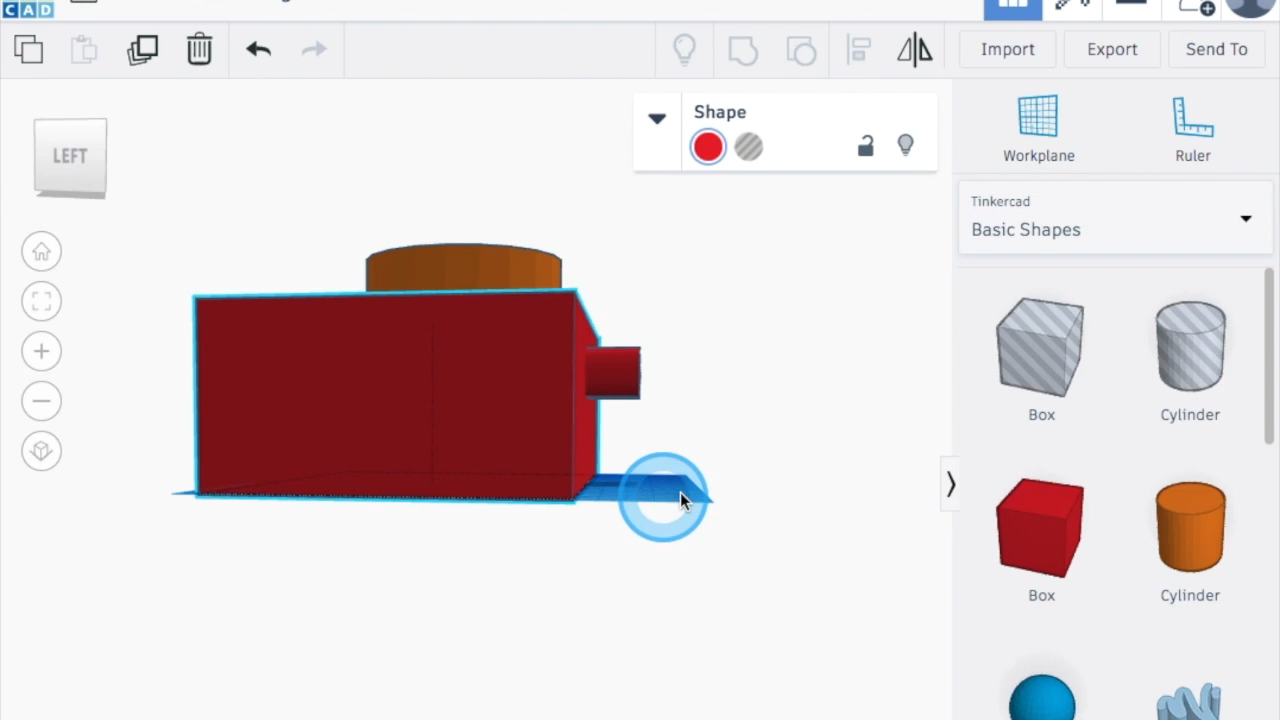 CAD
Import
Export
Send To
Shape
LEFT
Workplane
Ruler
Tinkercad
Basic Shapes
Box
Cylinder
Box
Cylinder